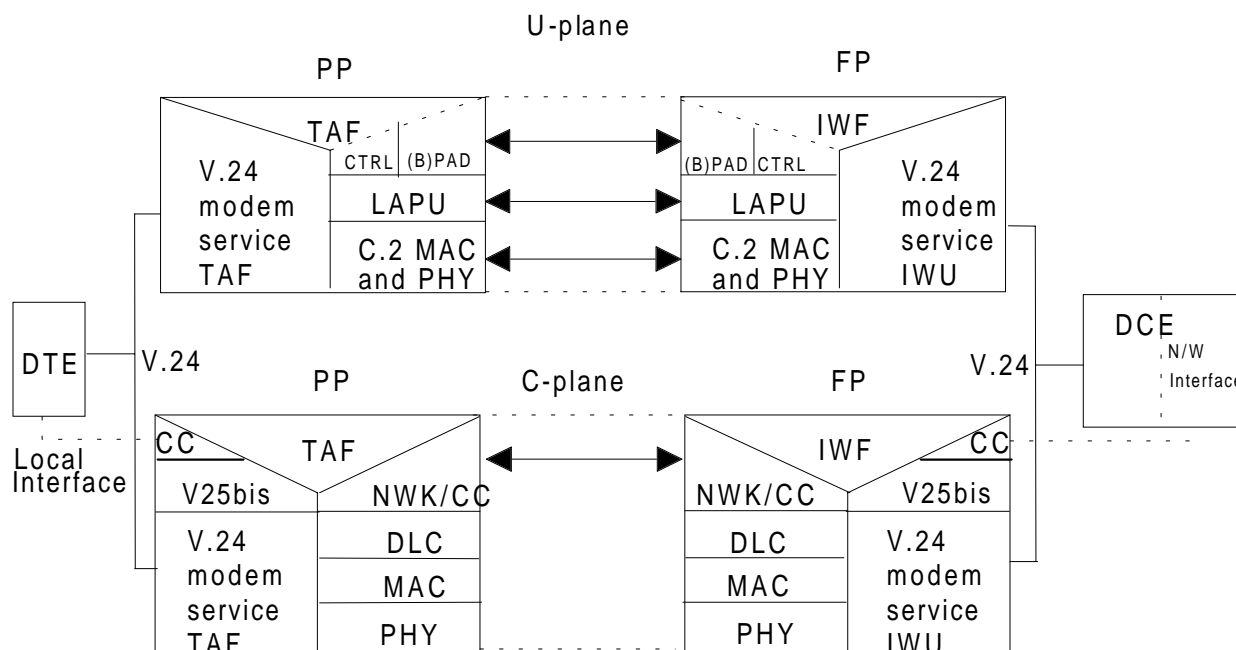 U-plane
PP
FP
TAF
IWF
CTRL (B)PAD
(B)PAD CTRL
V.24
modem
service
TAF
LAPU
C.2 MAC
and PHY
LAPU
C.2 MAC
and PHY
V.24
modem
service
IWU
DTE
V.24
V.24
DCE
N/W
Interface
PP
C-plane
FP
Local
Interface
CC
TAF
IWF
CC
V25bis
NWK/CC
NWK/CC
V25bis
V.24
modem
service
TAF
DLC
MAC
PHY
DLC
MAC
PHY
V.24
modem
service
IWU